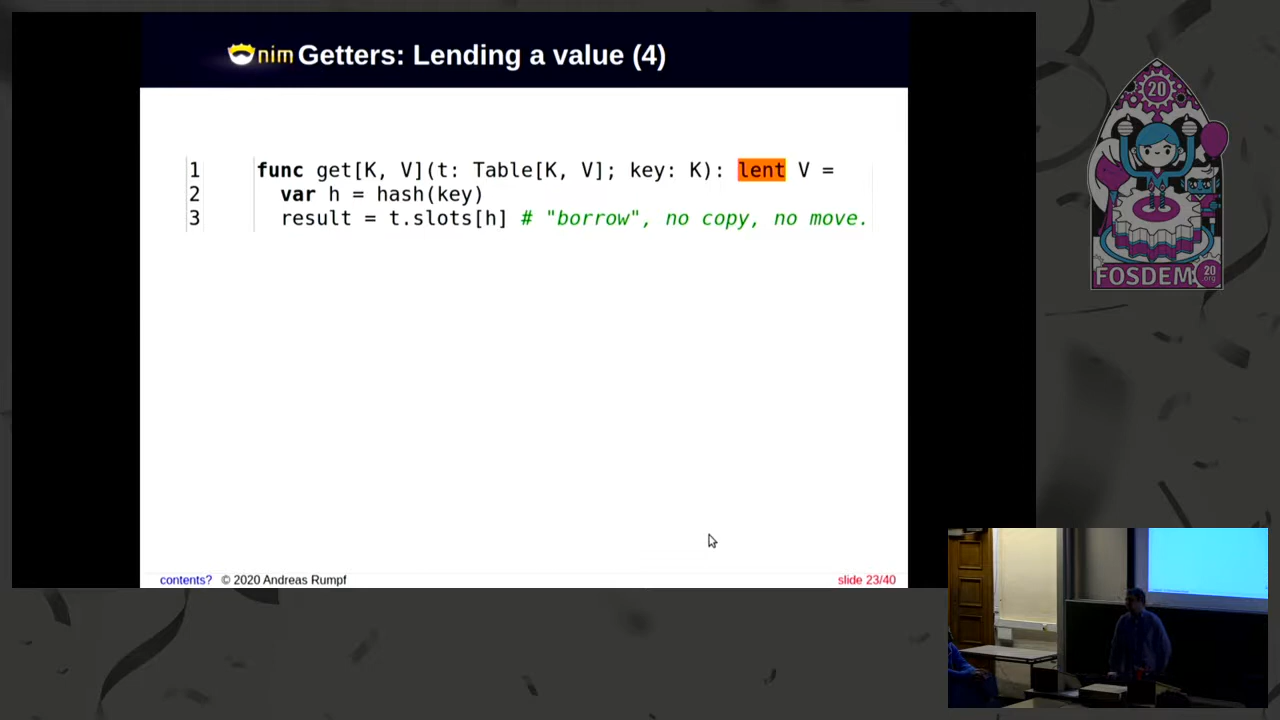 nim Getters: Lending a value (4)
1 func get[K, V](t: Table[K, V]; key: K): lent V =
2 var h = hash(key)
3 result = t.slots[h] # "borrow", no copy, no move.
contents? © 2020 Andreas Rumpf slide 23/40
20
FOSDEM 20
.org